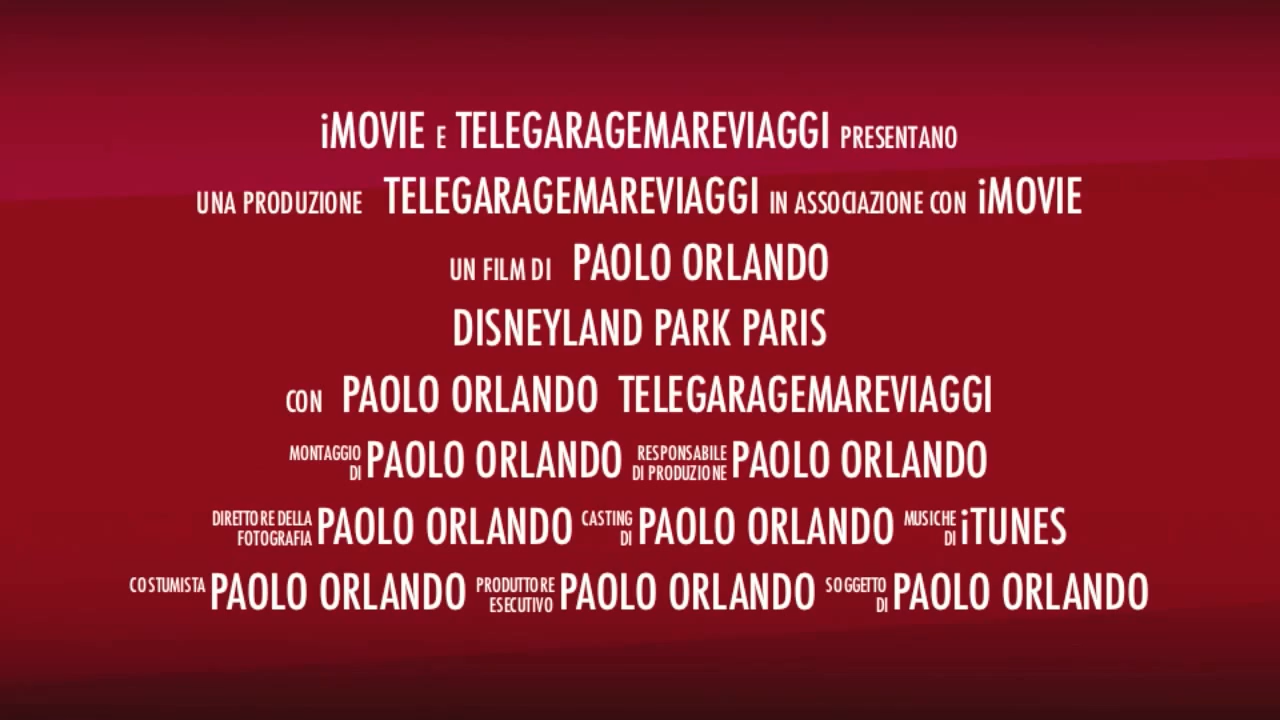 iMOVIE E TELEGARAGEMAREVIAGGI PRESENTANO
UNA PRODUZIONE TELEGARAGEMAREVIAGGI IN ASSOCIAZIONE CON iMOVIE
UN FILM DI PAOLO ORLANDO
DISNEYLAND PARK PARIS
CON PAOLO ORLANDO TELEGARAGEMAREVIAGGI
MONTAGGIO DI PAOLO ORLANDO RESPONSABILE DI PRODUZIONE PAOLO ORLANDO
DIRETTORE DELLA FOTOGRAFIA PAOLO ORLANDO CASTING DI PAOLO ORLANDO MUSICHE DI iTUNES
COSTUMISTA PAOLO ORLANDO PRODUTTORE ESECUTIVO PAOLO ORLANDO SOGGETTO DI PAOLO ORLANDO